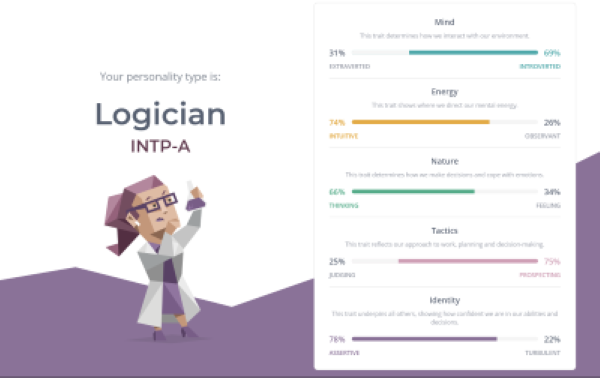 Your personality type is:
Logician
INTP-A
Mind
This trait determines how we interact with our environment.
31% 69%
EXTRAVERTED INTROVERTED
Energy
This trait shows where we direct our mental energy.
74% 26%
INTUITIVE OBSERVANT
Nature
This trait determines how we make decisions and cope with emotions.
66% 34%
THINKING FEELING
Tactics
This trait reflects our approach to work, planning and decision-making.
25% 75%
JUDGING PROSPECTING
Identity
This trait underpins all others, showing how confident we are in our abilities and
decisions.
78% 22%
ASSERTIVE TURBULENT